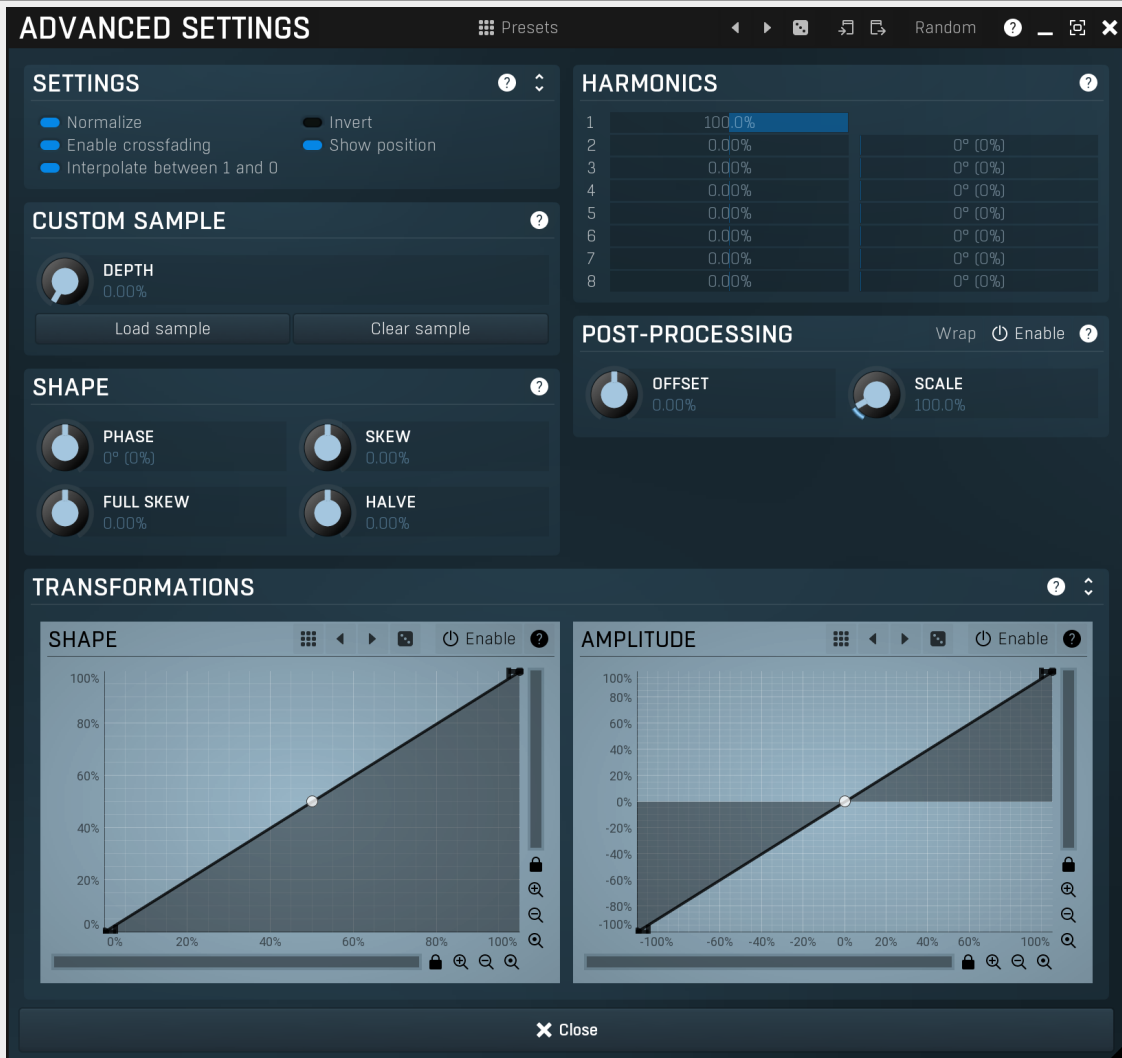 ADVANCED SETTINGS Presets Random ?
SETTINGS ?
Normalize Invert
Enable crossfading Show position
Interpolate between 1 and 0
CUSTOM SAMPLE ?
DEPTH
0.00%
Load sample Clear sample
SHAPE ?
PHASE SKEW
0° (0%) 0.00%
FULL SKEW HALVE
0.00% 0.00%
HARMONICS ?
1 100.0%
2 0.00% 0° (0%)
3 0.00% 0° (0%)
4 0.00% 0° (0%)
5 0.00% 0° (0%)
6 0.00% 0° (0%)
7 0.00% 0° (0%)
8 0.00% 0° (0%)
POST-PROCESSING Wrap Enable ?
OFFSET SCALE
0.00% 100.0%
TRANSFORMATIONS ?
SHAPE Enable ?
100%
80%
60%
40%
20%
0%
0% 20% 40% 60% 80% 100%
AMPLITUDE Enable ?
100%
80%
60%
40%
20%
0%
-20%
-40%
-60%
-80%
-100%
-100% -60% -40% -20% 0% 20% 40% 60% 100%
Close